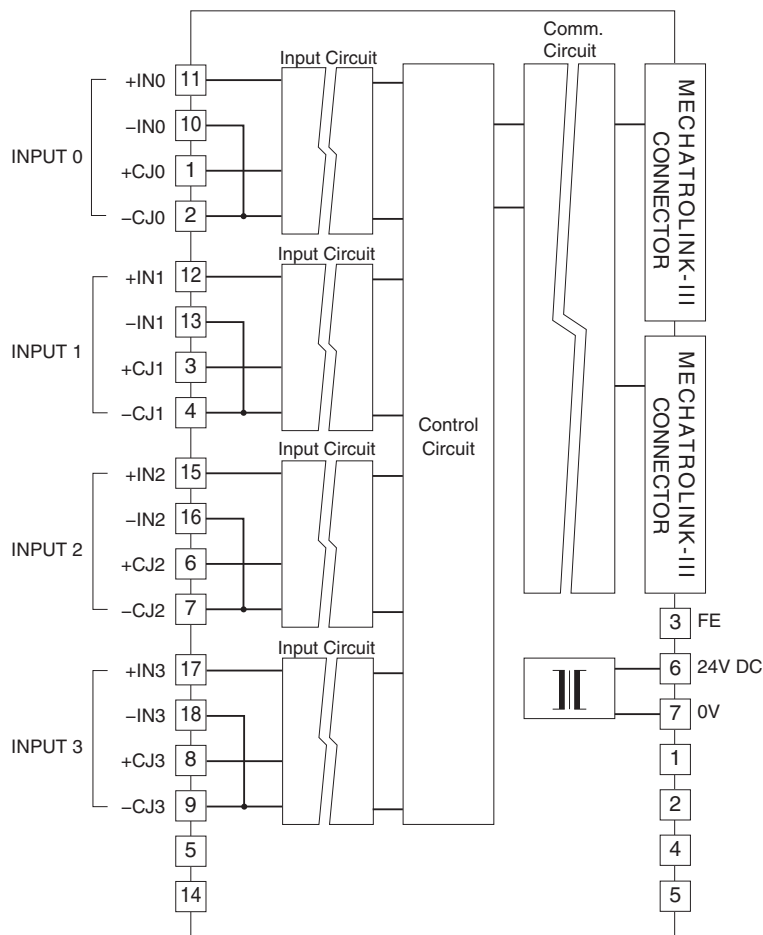 Comm.
Circuit
Input Circuit
INPUT 0
+IN0 11
−IN0 10
+CJ0 1
−CJ0 2
Input Circuit
INPUT 1
+IN1 12
−IN1 13
+CJ1 3
−CJ1 4
Input Circuit
INPUT 2
+IN2 15
−IN2 16
+CJ2 6
−CJ2 7
Input Circuit
INPUT 3
+IN3 17
−IN3 18
+CJ3 8
−CJ3 9
5
14
Control
Circuit
MECHATROLINK-III
CONNECTOR
MECHATROLINK-III
CONNECTOR
3 FE
6 24V DC
7 0V
1
2
4
5